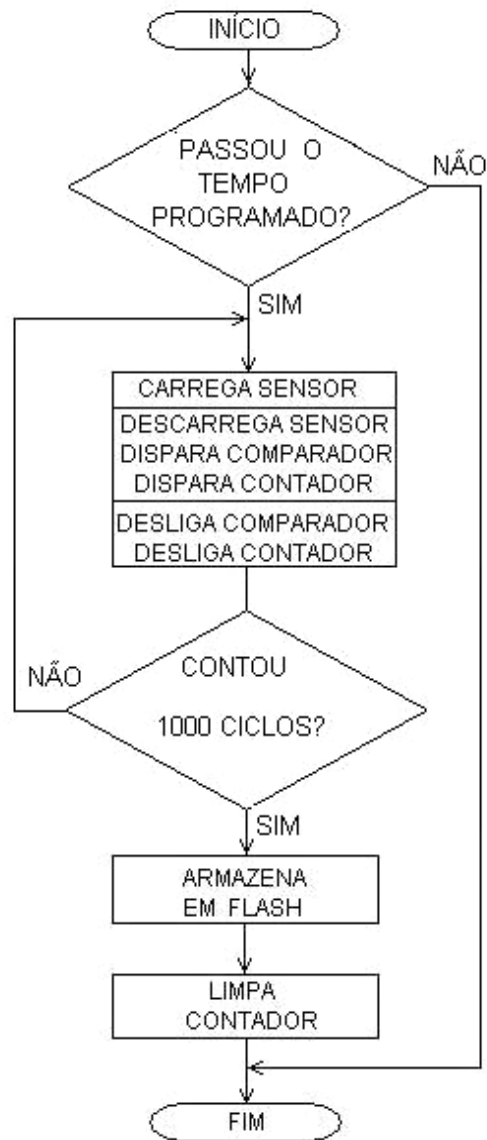 INÍCIO
PASSOU O
TEMPO
PROGRAMADO?
NÃO
SIM
CARREGA SENSOR
DESCARREGA SENSOR
DISPARA COMPARADOR
DISPARA CONTADOR
DESLIGA COMPARADOR
DESLIGA CONTADOR
CONTOU
1000 CICLOS?
NÃO
SIM
ARMAZENA
EM FLASH
LIMPA
CONTADOR
FIM